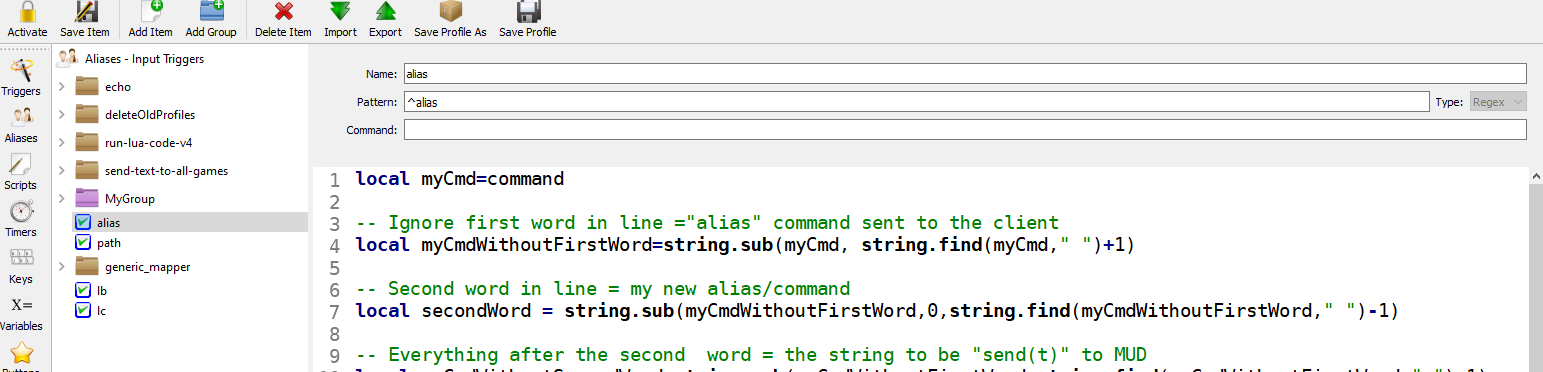 Activate Save Item Add Item Add Group Delete Item Import Export Save Profile As Save Profile
Triggers
Aliases
Scripts
Timers
Keys
X=
Variables
Aliases - Input Triggers
echo
deleteOldProfiles
run-lua-code-v4
send-text-to-all-games
MyGroup
alias
path
generic_mapper
lb
lc
Name: alias
Pattern: ^alias Type: Regex
Command:
1 local myCmd=command
2
3 -- Ignore first word in line ="alias" command sent to the client
4 local myCmdWithoutFirstWord=string.sub(myCmd, string.find(myCmd," ")+1)
5
6 -- Second word in line = my new alias/command
7 local secondWord = string.sub(myCmdWithoutFirstWord,0,string.find(myCmdWithoutFirstWord," ")-1)
8
9 -- Everything after the second  word = the string to be "send(t)" to MUD